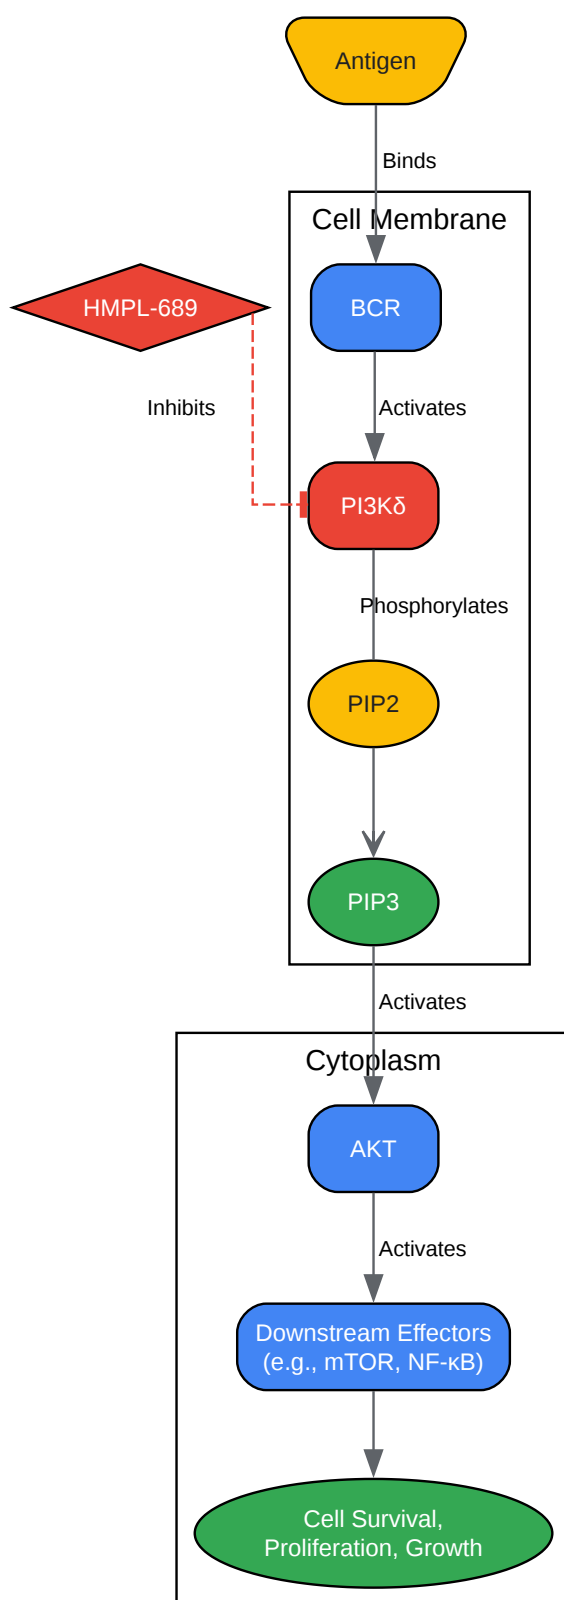 Antigen
Binds
Cell Membrane
HMPL-689
BCR
Inhibits
Activates
PI3Kδ
Phosphorylates
PIP2
PIP3
Activates
Cytoplasm
AKT
Activates
Downstream Effectors
(e.g., mTOR, NF-κB)
Cell Survival,
Proliferation, Growth